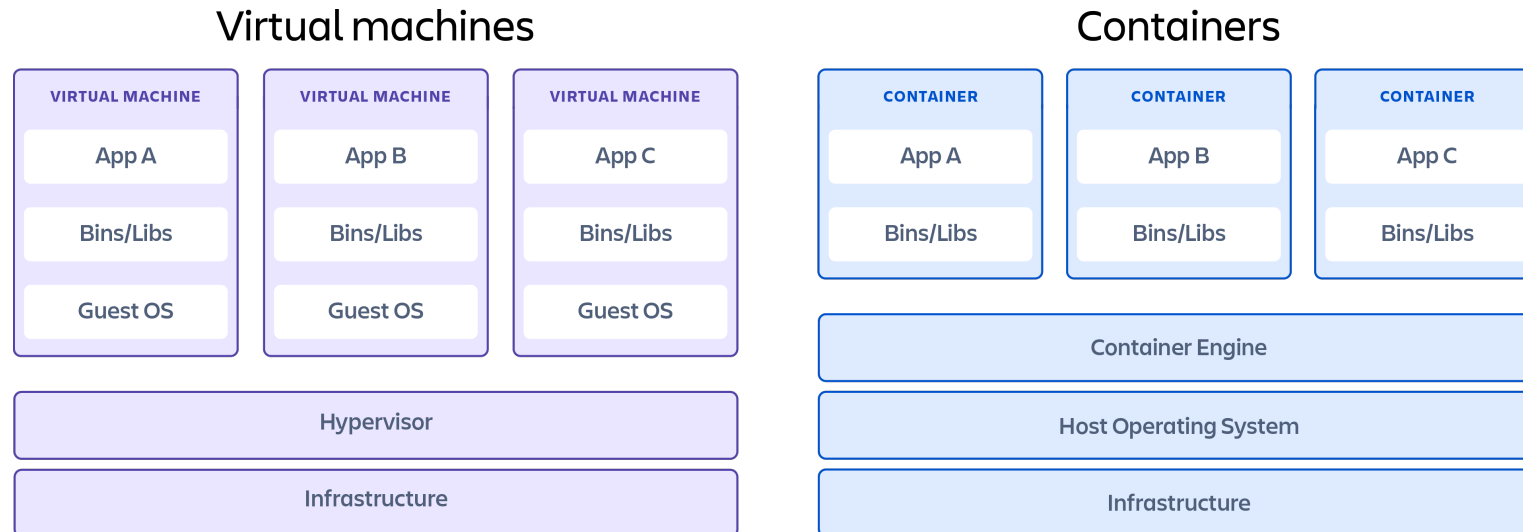 Virtual machines
VIRTUAL MACHINE
App A
Bins/Libs
Guest OS
VIRTUAL MACHINE
App B
Bins/Libs
Guest OS
VIRTUAL MACHINE
App C
Bins/Libs
Guest OS
Hypervisor
Infrastructure
Containers
CONTAINER
App A
Bins/Libs
CONTAINER
App B
Bins/Libs
CONTAINER
App C
Bins/Libs
Container Engine
Host Operating System
Infrastructure